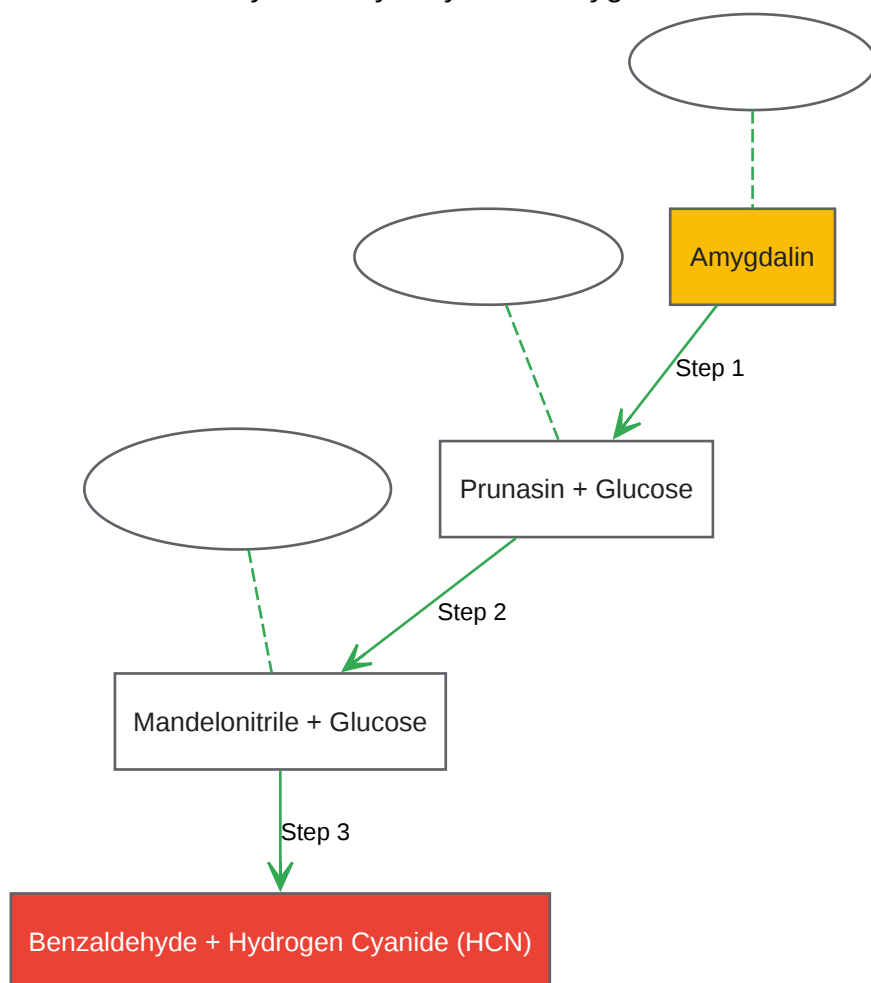 Amygdalin
Step 1
Prunasin + Glucose
Step 2
Mandelonitrile + Glucose
Step 3
Benzaldehyde + Hydrogen Cyanide (HCN)